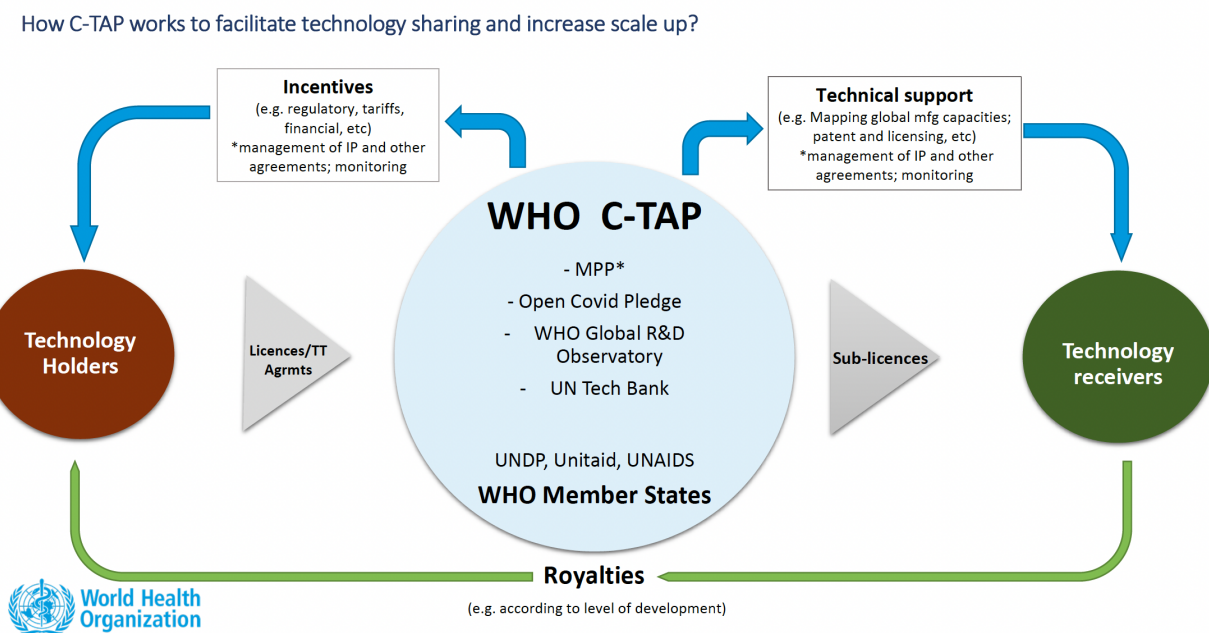 How C-TAP works to facilitate technology sharing and increase scale up?
Incentives
(e.g. regulatory, tariffs,
financial, etc)
*management of IP and other
agreements; monitoring
Technical support
(e.g. Mapping global mfg capacities;
patent and licensing, etc)
*management of IP and other
agreements; monitoring
WHO C-TAP
- MPP*
- Open Covid Pledge
- WHO Global R&D
Observatory
- UN Tech Bank
UNDP, Unitaid, UNAIDS
WHO Member States
Technology
Holders
Licences/TT
Agrmts
Sub-licences
Technology
receivers
Royalties
(e.g. according to level of development)
World Health
Organization